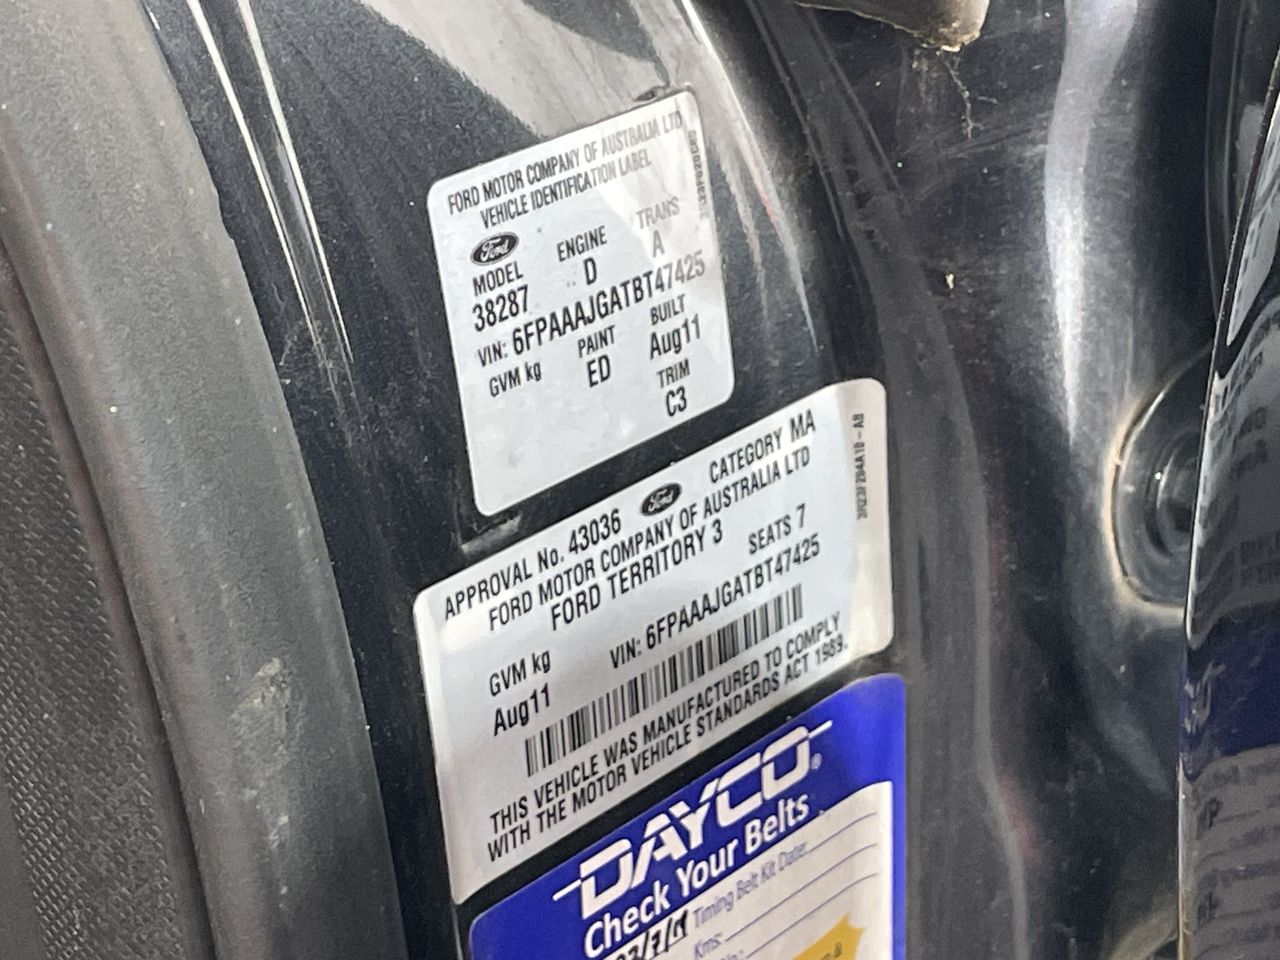 FORD MOTOR COMPANY OF AUSTRALIA LTD
VEHICLE IDENTIFICATION LABEL
Ford
MODEL ENGINE TRANS
38287 D A
VIN: 6FPAAAJGATBT47425
GVM kg PAINT BUILT
ED Aug11
TRIM
C3
APPROVAL No. 43036 Ford CATEGORY MA
FORD MOTOR COMPANY OF AUSTRALIA LTD
FORD TERRITORY 3 SEATS 7
GVM kg VIN: 6FPAAAJGATBT47425
Aug11
THIS VEHICLE WAS MANUFACTURED TO COMPLY
WITH THE MOTOR VEHICLE STANDARDS ACT 1989.
DAYCO®
Check Your Belts
Timing Belt Kit Date:
Kms: